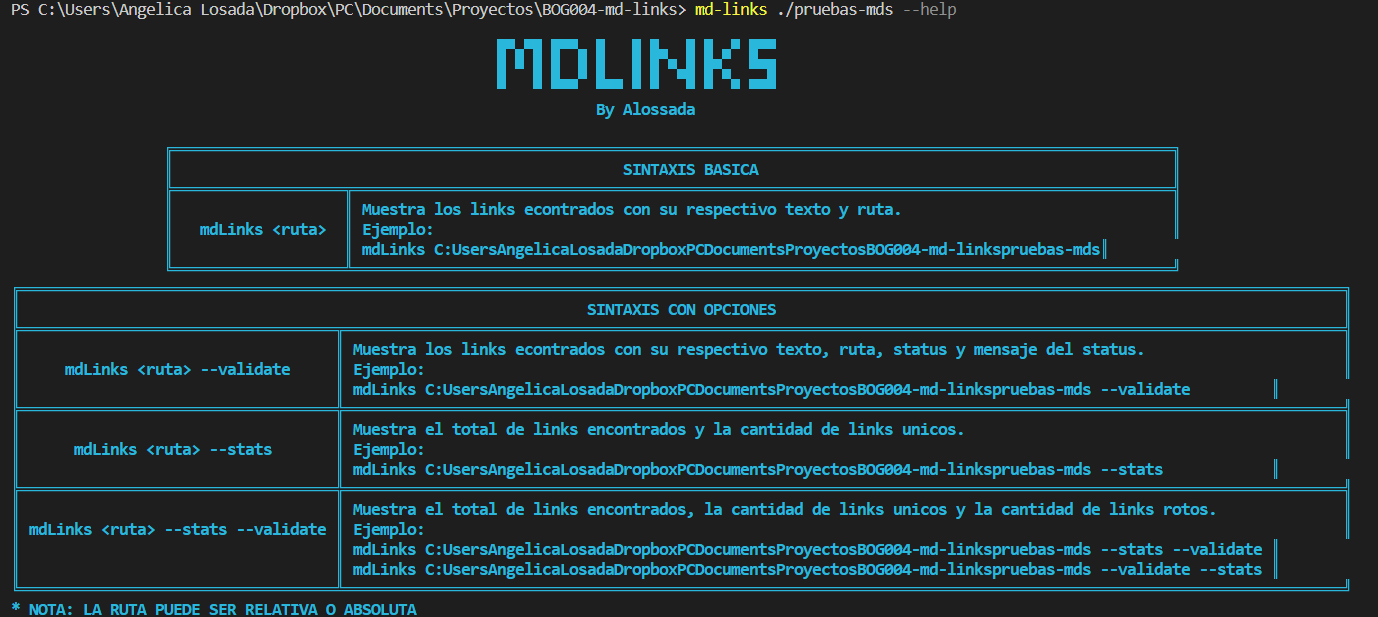 PS C:\Users\Angelica Losada\Dropbox\PC\Documents\Proyectos\BOG004-md-links> md-links ./pruebas-mds --help
MDLINKS
By Alossada
SINTAXIS BASICA
mdLinks <ruta>
Muestra los links econtrados con su respectivo texto y ruta.
Ejemplo:
mdLinks C:UsersAngelicaLosadaDropboxPCDocumentsProyectosBOG004-md-linkspruebas-mds
SINTAXIS CON OPCIONES
mdLinks <ruta> --validate
Muestra los links econtrados con su respectivo texto, ruta, status y mensaje del status.
Ejemplo:
mdLinks C:UsersAngelicaLosadaDropboxPCDocumentsProyectosBOG004-md-linkspruebas-mds --validate
mdLinks <ruta> --stats
Muestra el total de links encontrados y la cantidad de links unicos.
Ejemplo:
mdLinks C:UsersAngelicaLosadaDropboxPCDocumentsProyectosBOG004-md-linkspruebas-mds --stats
mdLinks <ruta> --stats --validate
Muestra el total de links encontrados, la cantidad de links unicos y la cantidad de links rotos.
Ejemplo:
mdLinks C:UsersAngelicaLosadaDropboxPCDocumentsProyectosBOG004-md-linkspruebas-mds --stats --validate
mdLinks C:UsersAngelicaLosadaDropboxPCDocumentsProyectosBOG004-md-linkspruebas-mds --validate --stats
* NOTA: LA RUTA PUEDE SER RELATIVA O ABSOLUTA